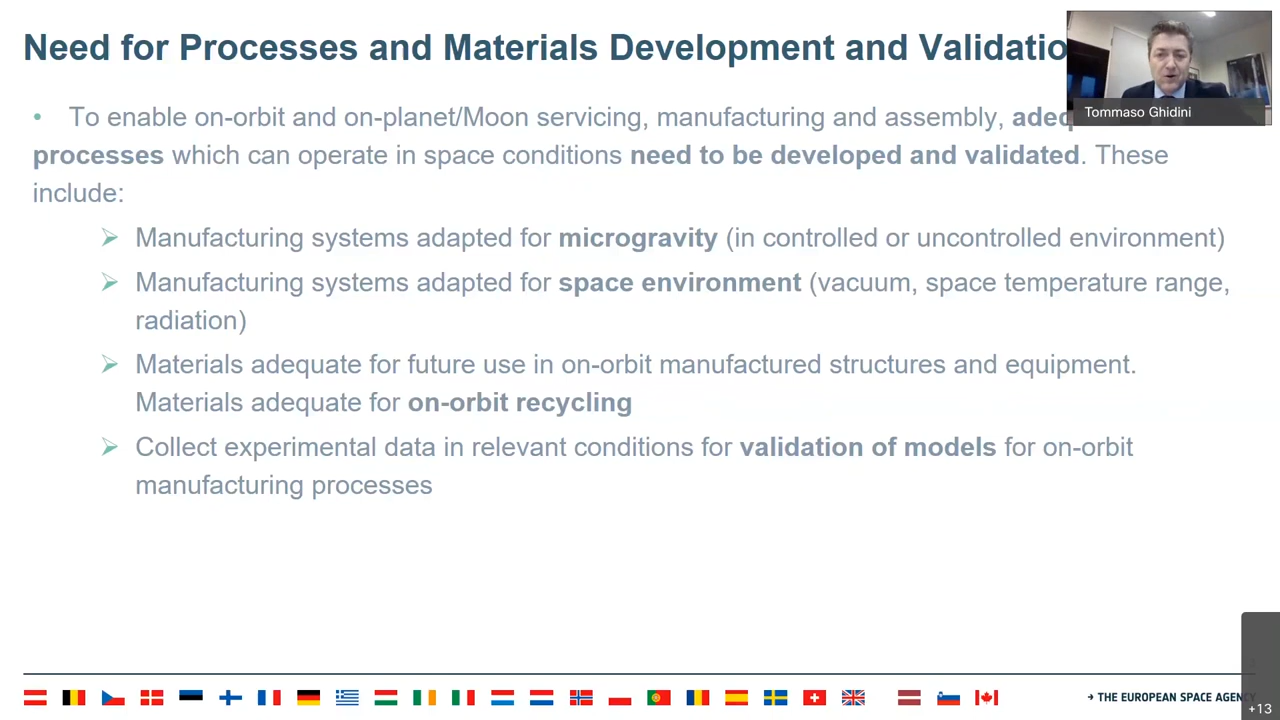 Need for Processes and Materials Development and Validatio
Tommaso Ghidini
• To enable on-orbit and on-planet/Moon servicing, manufacturing and assembly,
processes which can operate in space conditions need to be developed and validated. These
include:
Manufacturing systems adapted for microgravity (in controlled or uncontrolled environment)
Manufacturing systems adapted for space environment (vacuum, space temperature range,
radiation)
Materials adequate for future use in on-orbit manufactured structures and equipment.
Materials adequate for on-orbit recycling
Collect experimental data in relevant conditions for validation of models for on-orbit
manufacturing processes
THE EUROPEAN SPACE AGENCY
+13